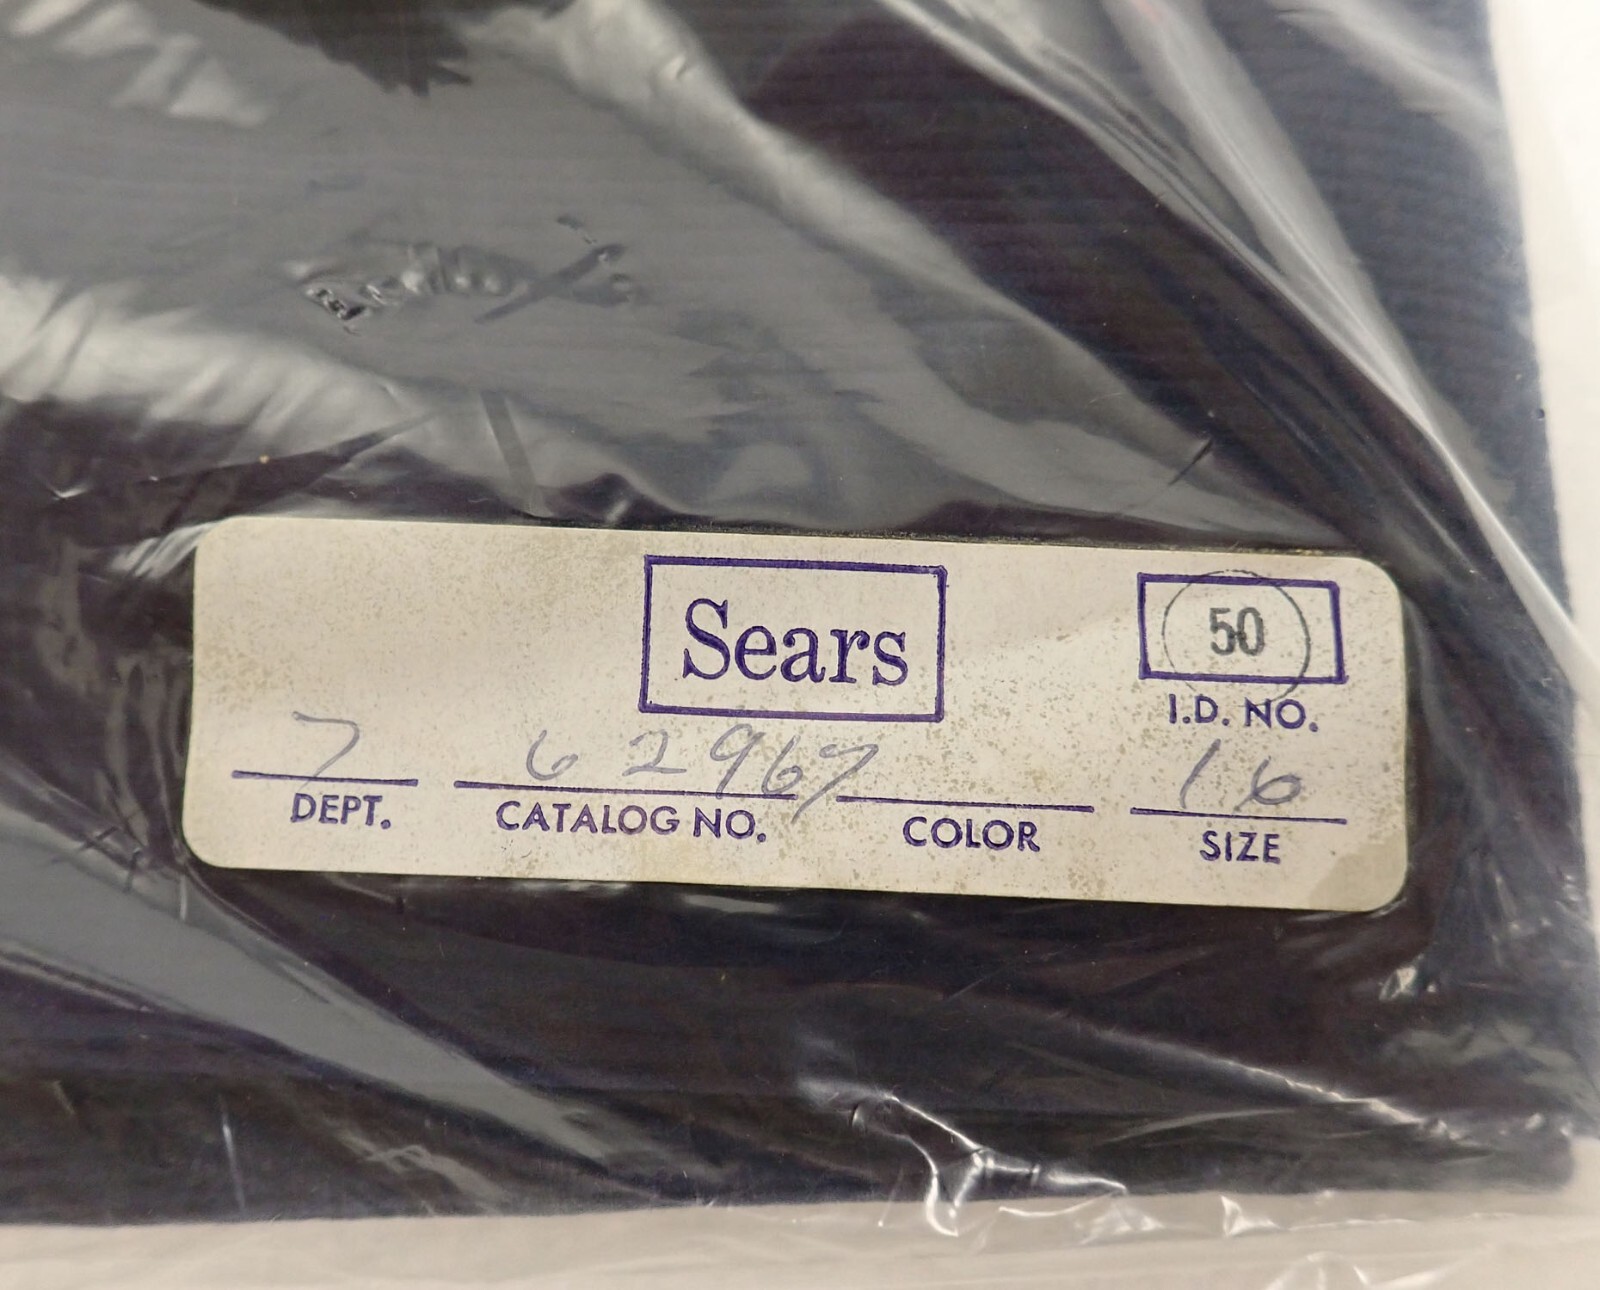 Sears
50
I.D. NO.
7 62967 16
DEPT. CATALOG NO. COLOR SIZE